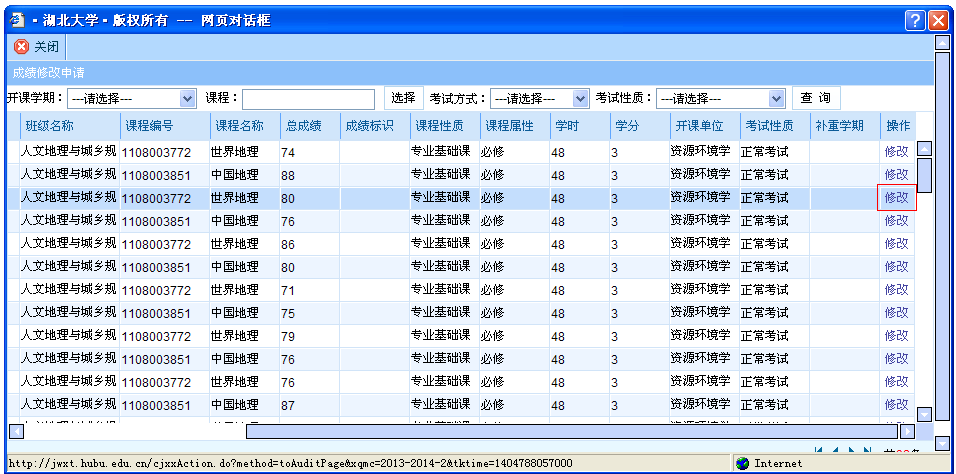 ·湖北大学·版权所有 -- 网页对话框
关闭
成绩修改申请
开课学期： ---请选择--- 课程： 选择 考试方式： ---请选择--- 考试性质： ---请选择--- 查 询
班级名称 课程编号 课程名称 总成绩 成绩标识 课程性质 课程属性 学时 学分 开课单位 考试性质 补重学期 操作
人文地理与城乡规 1108003772 世界地理 74 专业基础课 必修 48 3 资源环境学 正常考试 修改
人文地理与城乡规 1108003851 中国地理 88 专业基础课 必修 48 3 资源环境学 正常考试 修改
人文地理与城乡规 1108003772 世界地理 80 专业基础课 必修 48 3 资源环境学 正常考试 修改
人文地理与城乡规 1108003851 中国地理 76 专业基础课 必修 48 3 资源环境学 正常考试 修改
人文地理与城乡规 1108003772 世界地理 86 专业基础课 必修 48 3 资源环境学 正常考试 修改
人文地理与城乡规 1108003851 中国地理 80 专业基础课 必修 48 3 资源环境学 正常考试 修改
人文地理与城乡规 1108003772 世界地理 71 专业基础课 必修 48 3 资源环境学 正常考试 修改
人文地理与城乡规 1108003851 中国地理 75 专业基础课 必修 48 3 资源环境学 正常考试 修改
人文地理与城乡规 1108003772 世界地理 79 专业基础课 必修 48 3 资源环境学 正常考试 修改
人文地理与城乡规 1108003851 中国地理 76 专业基础课 必修 48 3 资源环境学 正常考试 修改
人文地理与城乡规 1108003772 世界地理 76 专业基础课 必修 48 3 资源环境学 正常考试 修改
人文地理与城乡规 1108003851 中国地理 87 专业基础课 必修 48 3 资源环境学 正常考试 修改
http://jwxt.hubu.edu.cn/cjxxAction.do?method=toAuditPage&xqmc=2013-2014-2&tktime=1404788057000 Internet